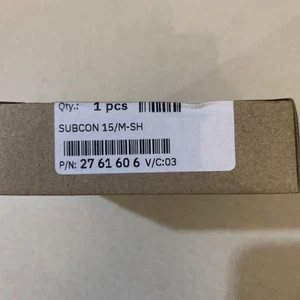 Qty.: 1 pcs
SUBCON 15/M-SH
P/N: 27 61 60 6 V/C:03